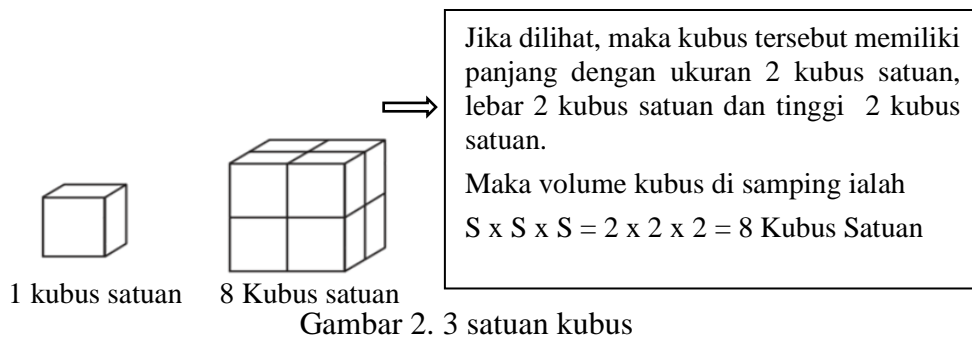 Jika dilihat, maka kubus tersebut memiliki
panjang dengan ukuran 2 kubus satuan,
lebar 2 kubus satuan dan tinggi 2 kubus
satuan.
Maka volume kubus di samping ialah
S x S x S = 2 x 2 x 2 = 8 Kubus Satuan
1 kubus satuan
8 Kubus satuan
Gambar 2. 3 satuan kubus